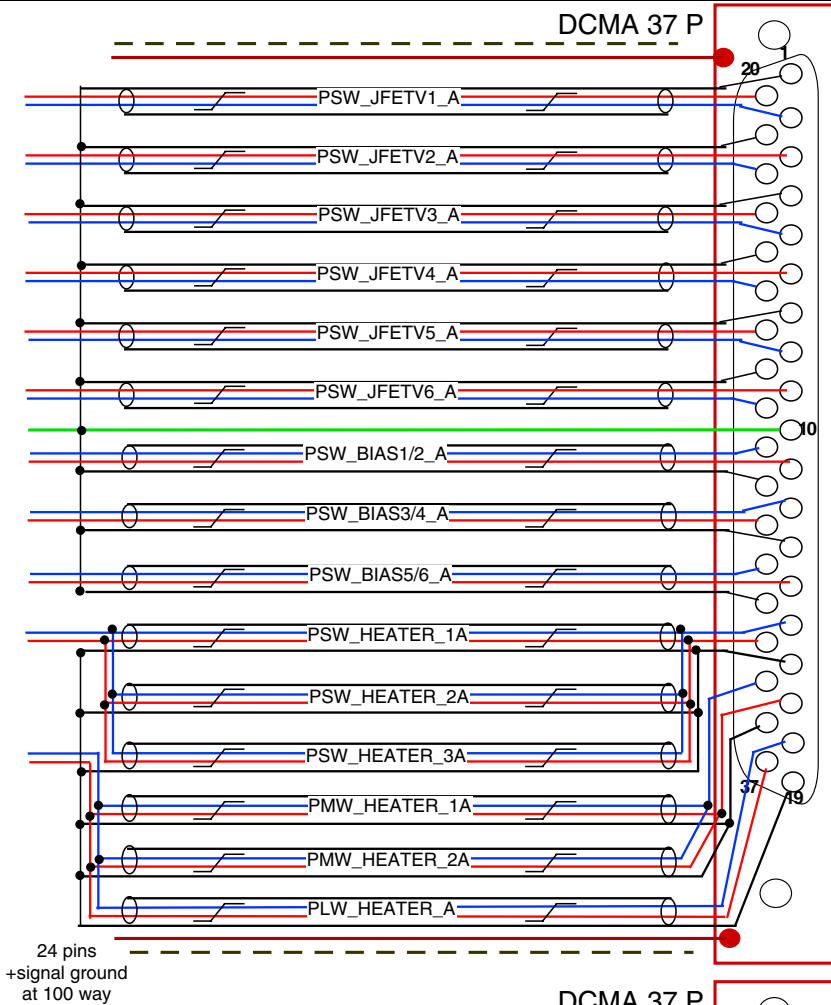 DCMA 37 P
1
20
PSW_JFETV1_A
PSW_JFETV2_A
PSW_JFETV3_A
PSW_JFETV4_A
PSW_JFETV5_A
PSW_JFETV6_A
10
PSW_BIAS1/2_A
PSW_BIAS3/4_A
PSW_BIAS5/6_A
PSW_HEATER_1A
PSW_HEATER_2A
PSW_HEATER_3A
37
19
PMW_HEATER_1A
PMW_HEATER_2A
PLW_HEATER_A
24 pins
+signal ground
at 100 way
DCMA 37 P